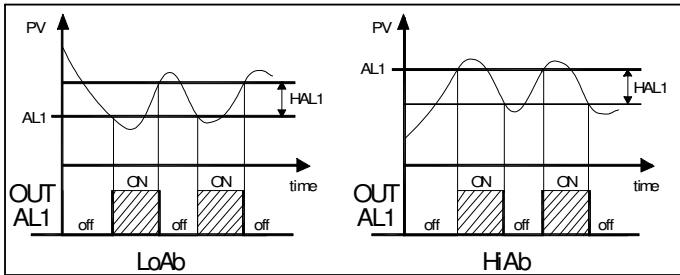 PV
HAL1
AL1
time
OUT
AL1
off ON off ON off
LoAb
PV
AL1
HAL1
time
OUT
AL1
off ON off ON off
HiAb